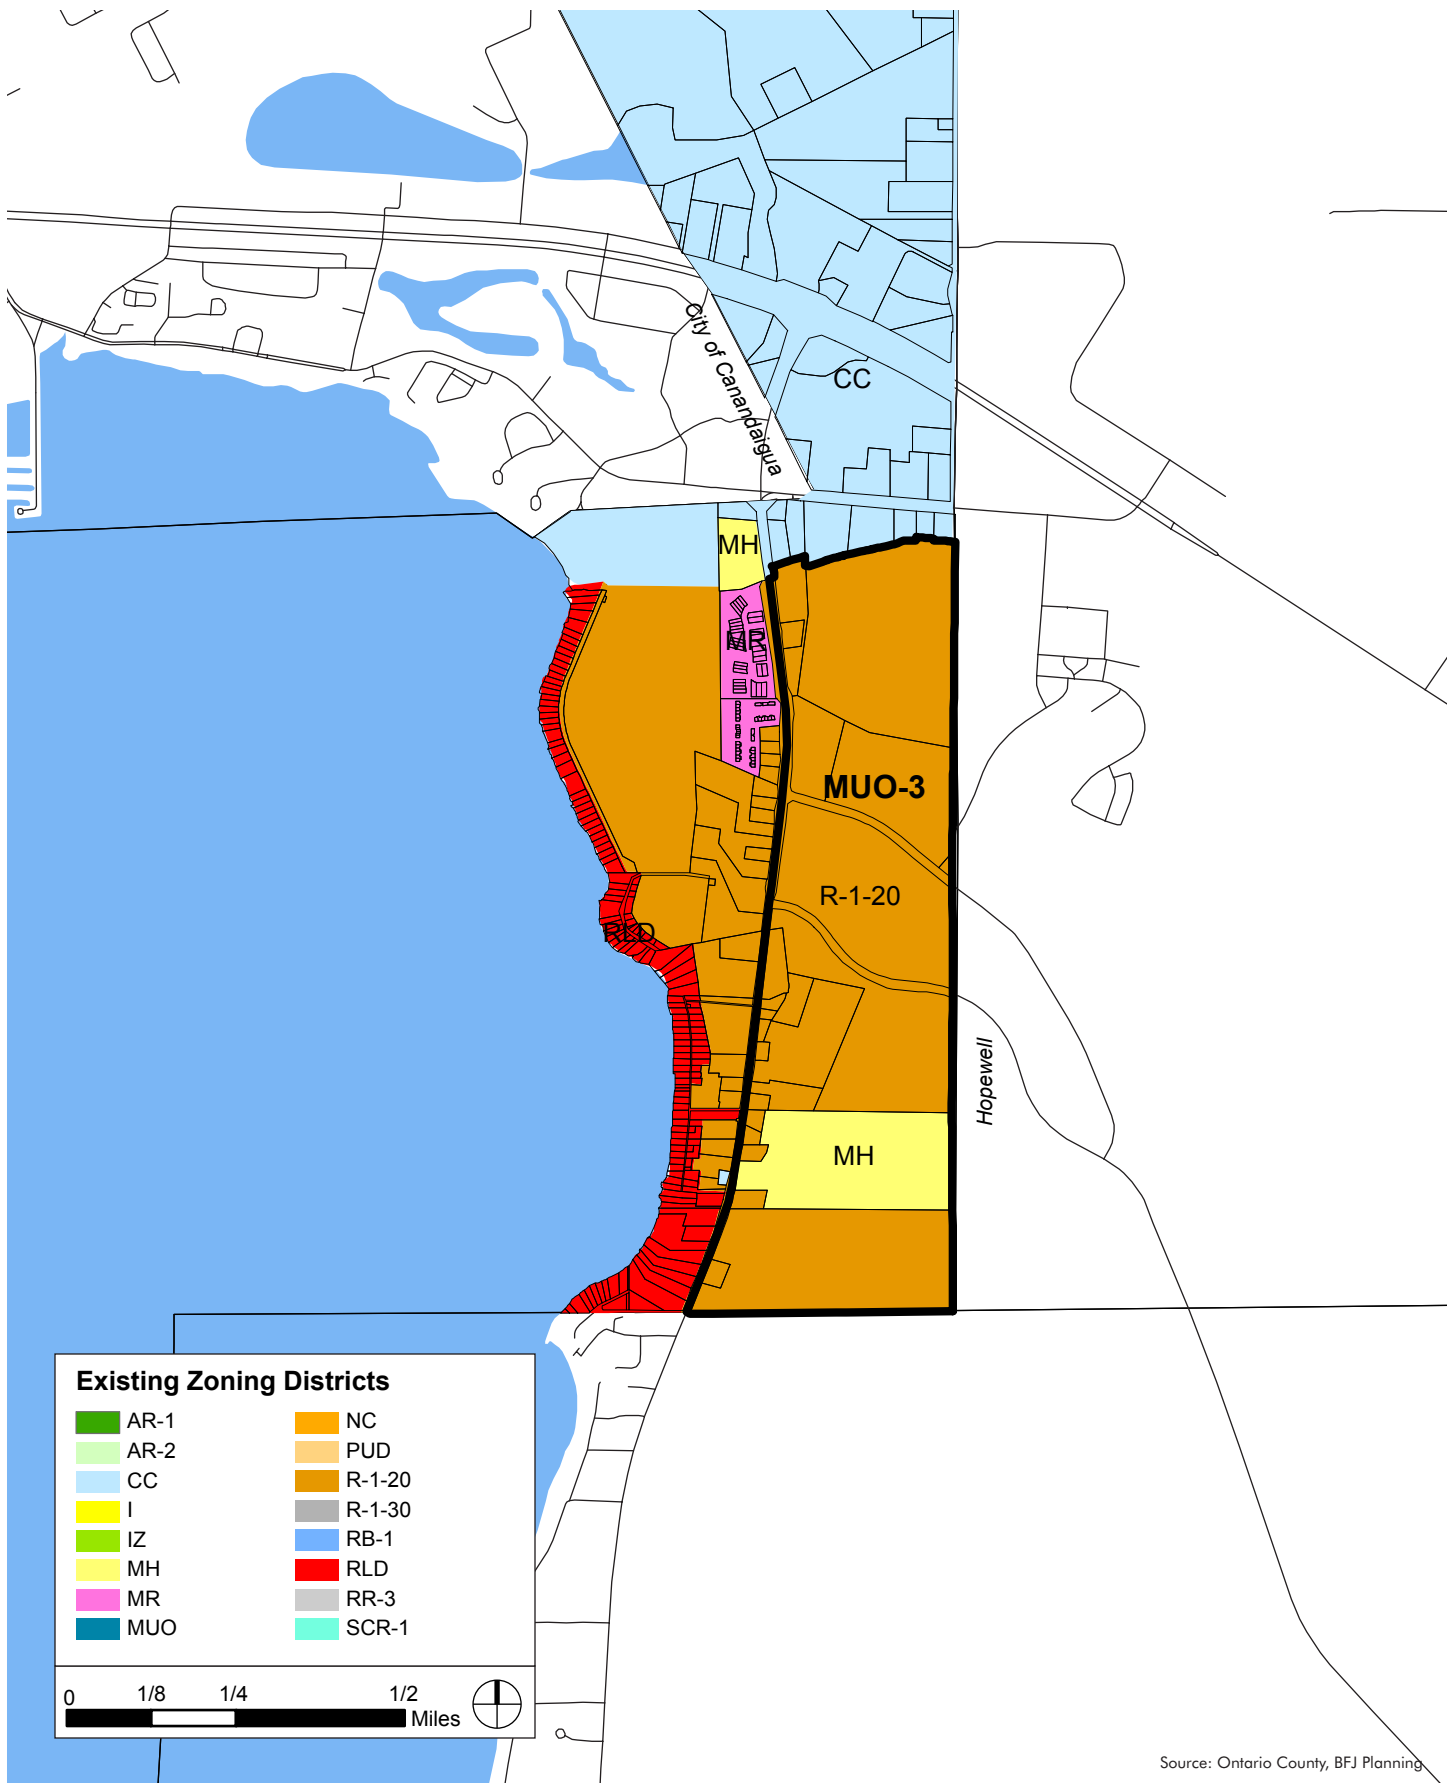 City of Canandaigua
CC
MH
MR
MUO-3
R-1-20
RLD
Hopewell
MH
Existing Zoning Districts
AR-1
AR-2
CC
I
IZ
MH
MR
MUO
NC
PUD
R-1-20
R-1-30
RB-1
RLD
RR-3
SCR-1
0 1/8 1/4 1/2
Miles
Source: Ontario County, BFJ Planning